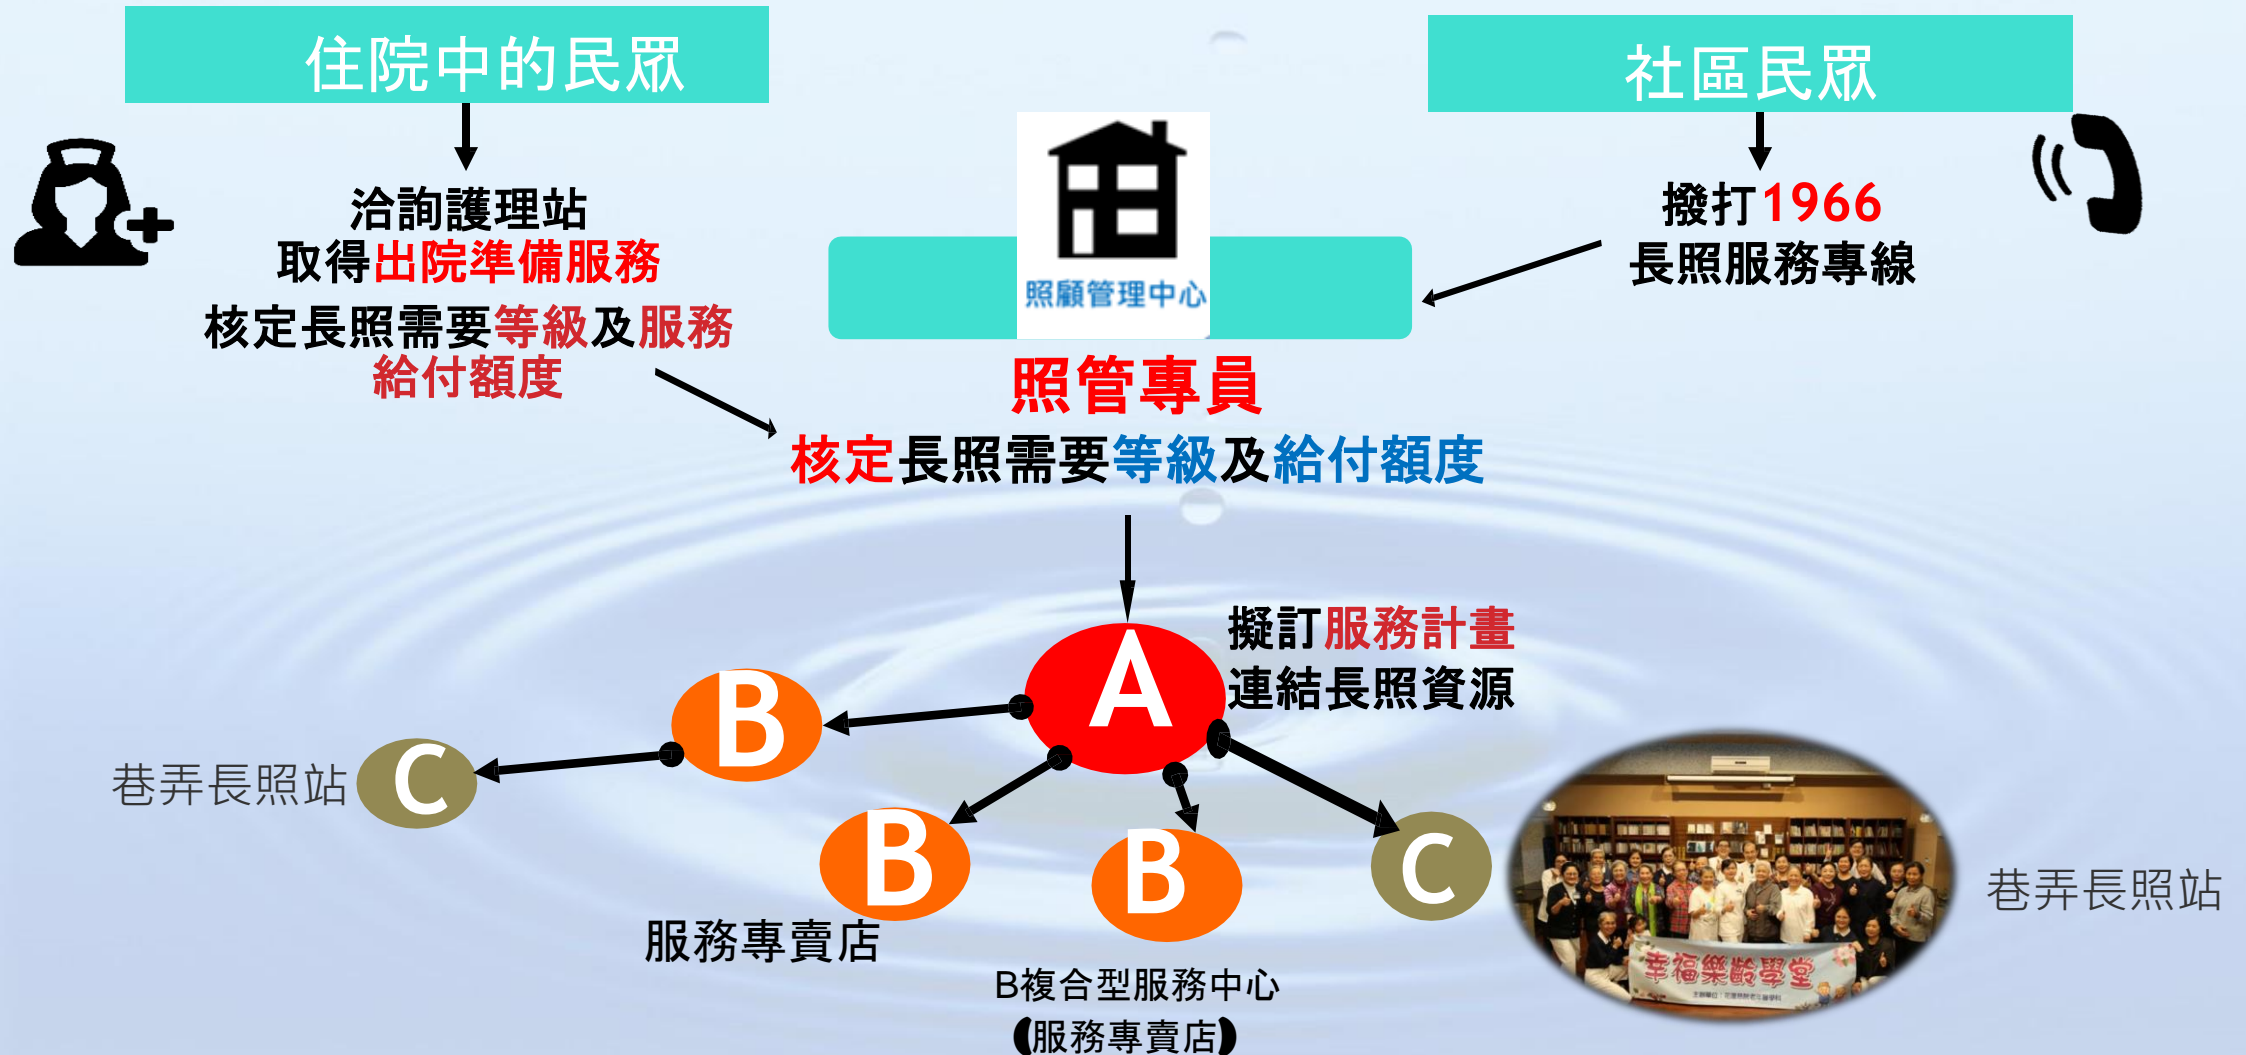 住院中的民眾
社區民眾
洽詢護理站
取得出院準備服務
核定長照需要等級及服務
給付額度
撥打1966
長照服務專線
照顧管理中心
照管專員
核定長照需要等級及給付額度
A
擬訂服務計畫
連結長照資源
B
C
巷弄長照站
B
服務專賣店
B
B複合型服務中心
(服務專賣店)
C
幸福樂齡學堂
巷弄長照站